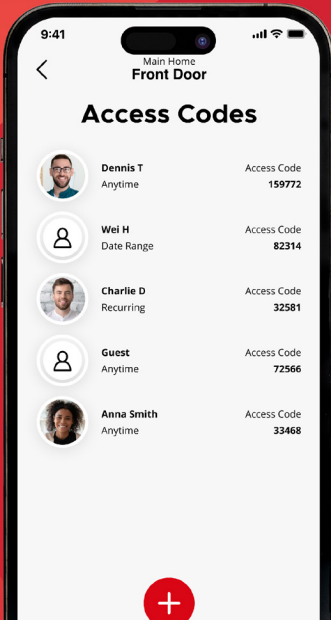 9:41
Main Home
Front Door
Access Codes
Dennis T
Access Code
Anytime
159772
Wei H
Access Code
Date Range
82314
Charlie D
Access Code
Recurring
32581
Guest
Access Code
Anytime
72566
Anna Smith
Access Code
Anytime
33468